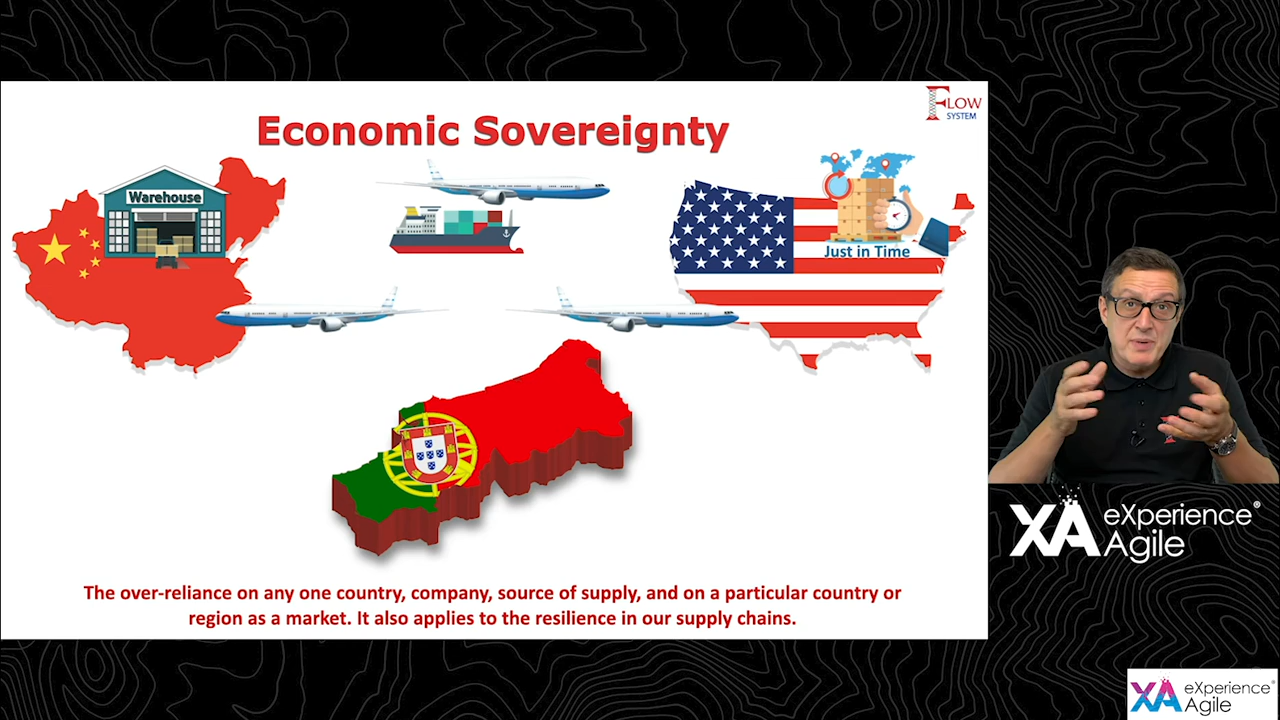 FLOW
SYSTEM
Economic Sovereignty
Warehouse
Just in Time
The over-reliance on any one country, company, source of supply, and on a particular country or
region as a market. It also applies to the resilience in our supply chains.
XA eXperience®
Agile
XA eXperience®
Agile